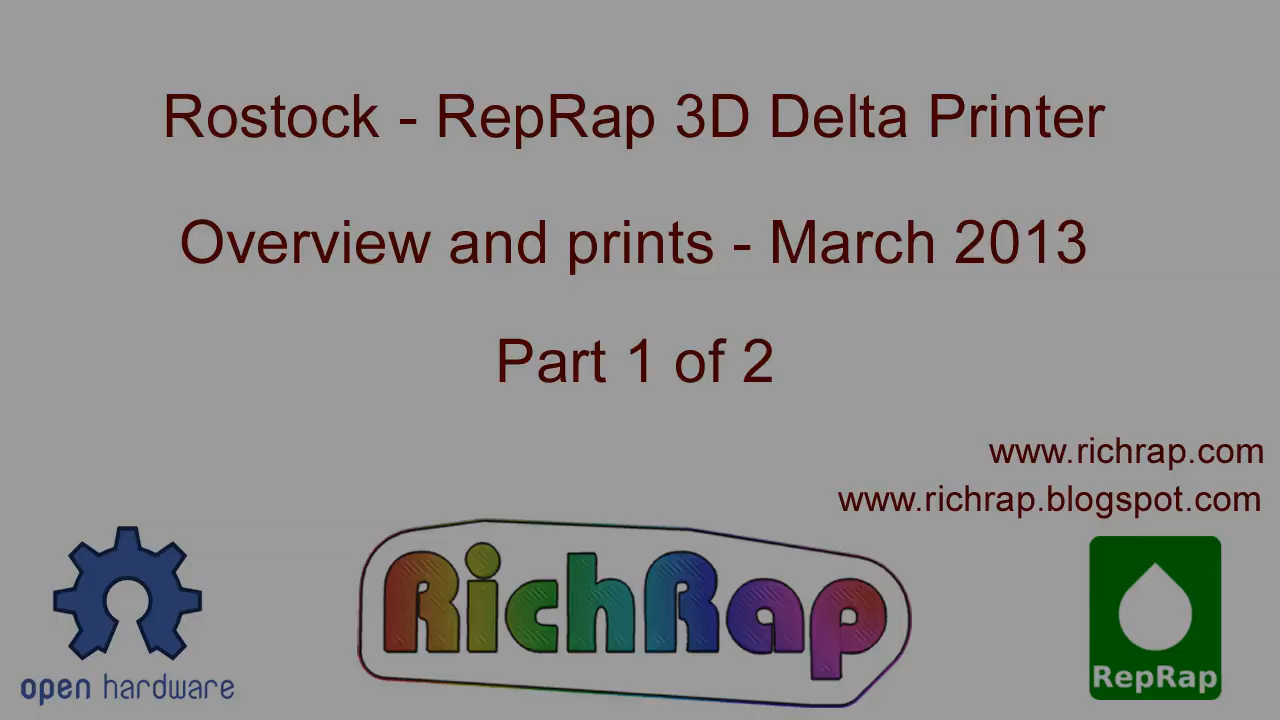 Rostock - RepRap 3D Delta Printer
Overview and prints - March 2013
Part 1 of 2
www.richrap.com
www.richrap.blogspot.com
RichRap
open hardware
RepRap